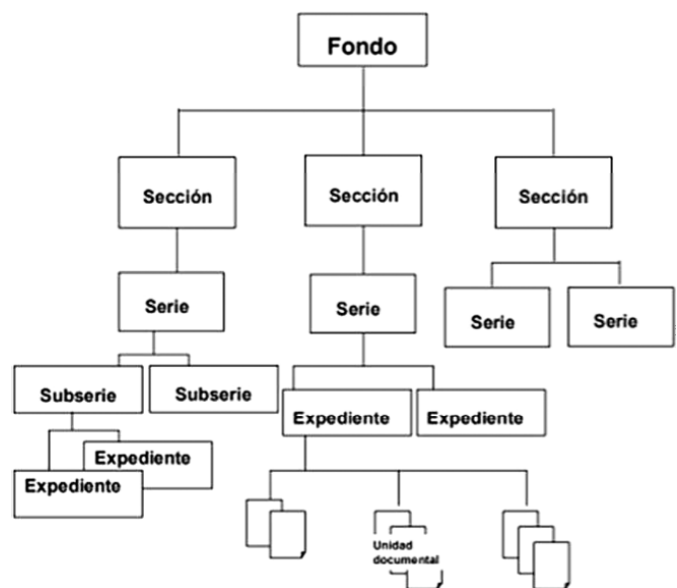 Fondo
Sección
Sección
Sección
Serie
Serie
Serie
Serie
Subserie
Subserie
Expediente
Expediente
Expediente
Expediente
Unidad
documental